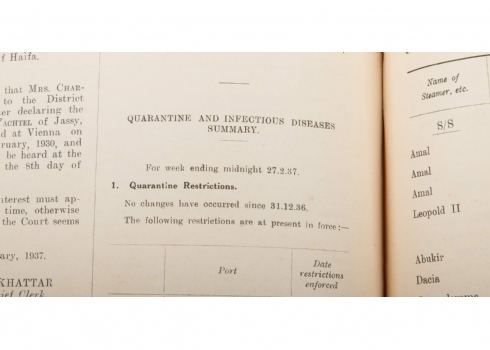 f Haifa.
that MRS. CHAR-
to the District
er declaring the
ACHTEL of Jassy,
d at Vienna on
ruary, 1930, and
be heard at the
the 8th day of
nterest must ap-
time, otherwise
the Court seems
ary, 1937.
KHATTAR
ief Clerk
QUARANTINE AND INFECTIOUS DISEASES
SUMMARY.
For week ending midnight 27.2.37.
1. Quarantine Restrictions.
No changes have occurred since 31.12.36.
The following restrictions are at present in force:—
Port
Date
restrictions
enforced
Name of
Steamer, etc.
S/S
Amal
Amal
Amal
Leopold II
Abukir
Dacia